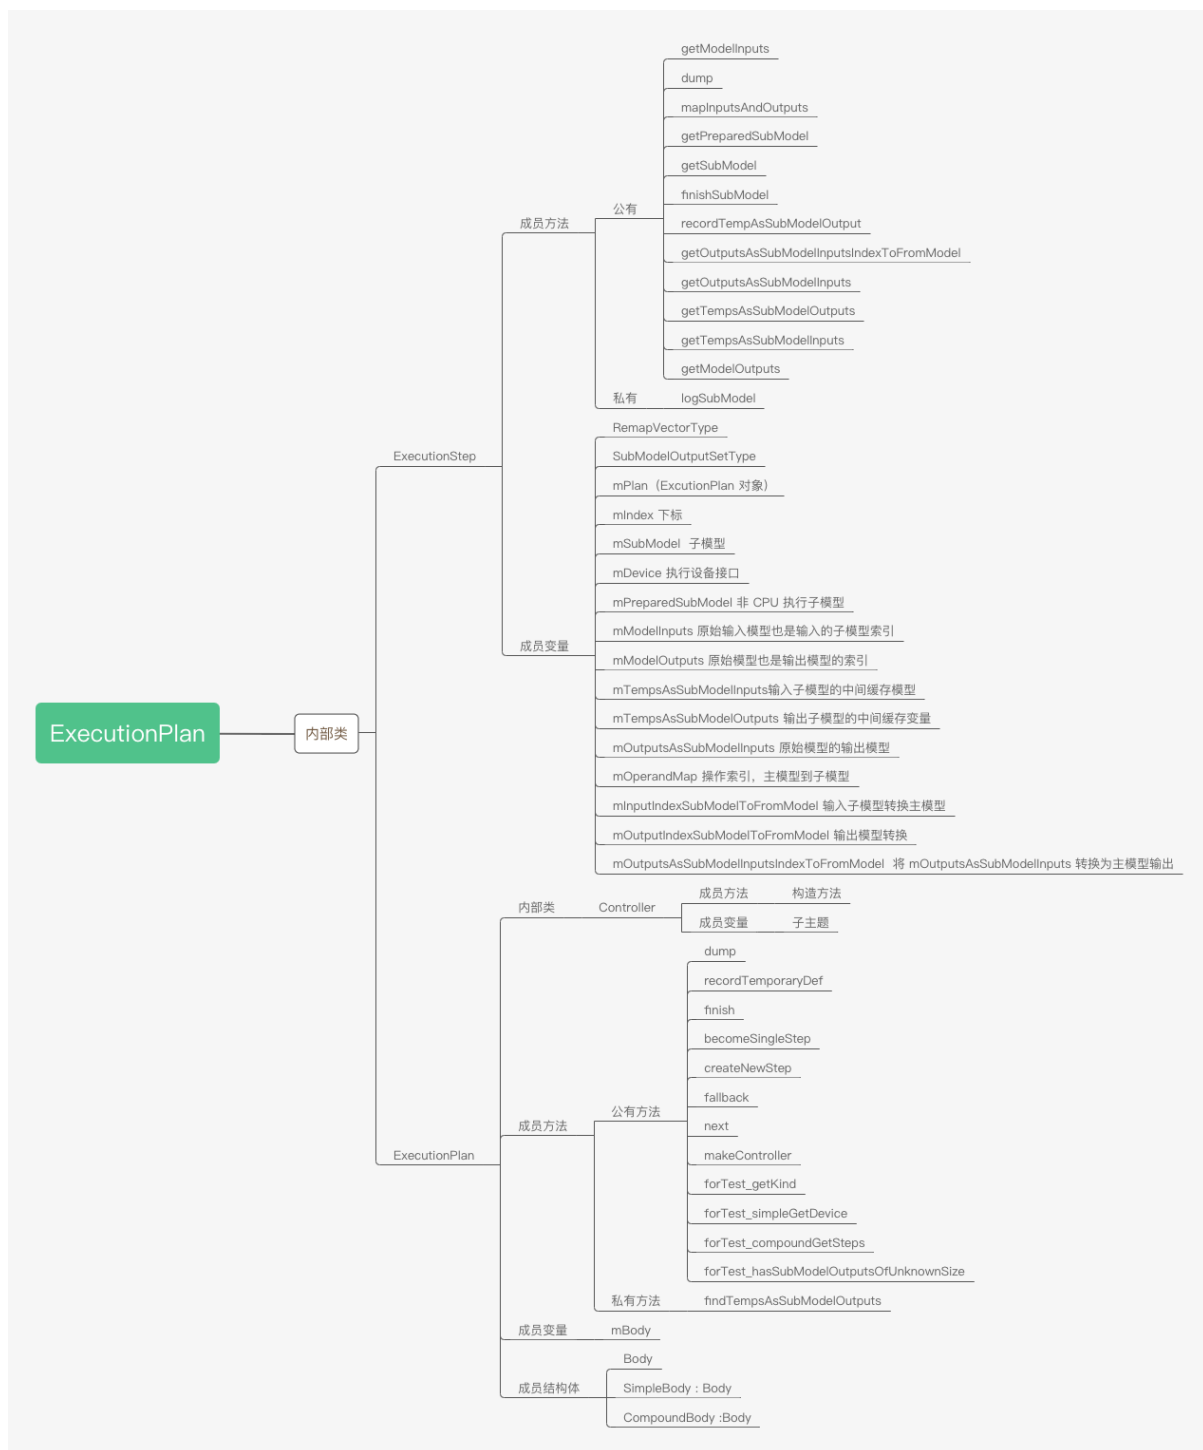 getModelInputs
dump
mapInputsAndOutputs
getPreparedSubModel
getSubModel
finishSubModel
公有
成员方法
recordTempAsSubModelOutput
getOutputsAsSubModelInputsIndexToFromModel
getOutputsAsSubModelInputs
getTempsAsSubModelOutputs
getTempsAsSubModelInputs
getModelOutputs
私有
logSubModel
RemapVectorType
ExecutionStep
SubModelOutputSetType
mPlan（ExcutionPlan 对象）
mIndex 下标
mSubModel 子模型
mDevice 执行设备接口
mPreparedSubModel 非 CPU 执行子模型
mModelInputs 原始输入模型也是输入的子模型索引
成员变量
mModelOutputs 原始模型也是输出模型的索引
mTempsAsSubModelInputs输入子模型的中间缓存模型
mTempsAsSubModelOutputs 输出子模型的中间缓存变量
ExecutionPlan
内部类
mOutputsAsSubModelInputs 原始模型的输出模型
mOperandMap 操作索引，主模型到子模型
mInputIndexSubModelToFromModel 输入子模型转换主模型
mOutputIndexSubModelToFromModel 输出模型转换
mOutputsAsSubModelInputsIndexToFromModel 将 mOutputsAsSubModelInputs 转换为主模型输出
成员方法
构造方法
内部类
Controller
成员变量
子主题
dump
recordTemporaryDef
finish
becomeSingleStep
createNewStep
fallback
公有方法
成员方法
next
ExecutionPlan
makeController
forTest_getKind
forTest_simpleGetDevice
forTest_compoundGetSteps
forTest_hasSubModelOutputsOfUnknownSize
私有方法
findTempsAsSubModelOutputs
成员变量
mBody
Body
成员结构体
SimpleBody : Body
CompoundBody :Body